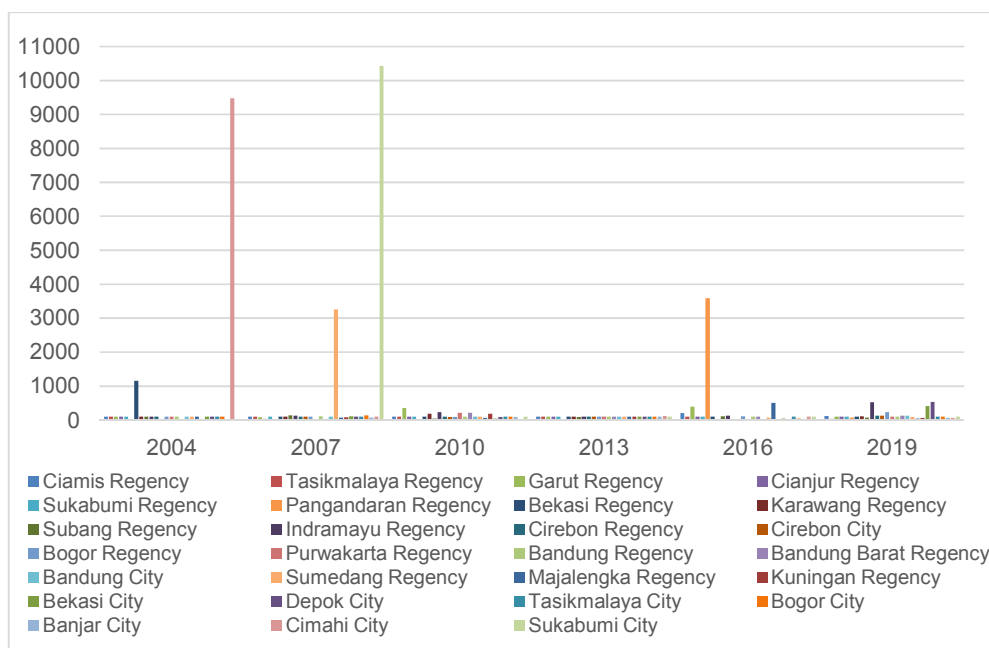 11000
10000
9000
8000
7000
6000
5000
4000
3000
2000
1000
0
2004 2007 2010 2013 2016 2019
Ciamis Regency Tasikmalaya Regency Garut Regency Cianjur Regency
Sukabumi Regency Pangandaran Regency Bekasi Regency Karawang Regency
Subang Regency Indramayu Regency Cirebon Regency Cirebon City
Bogor Regency Purwakarta Regency Bandung Regency Bandung Barat Regency
Bandung City Sumedang Regency Majalengka Regency Kuningan Regency
Bekasi City Depok City Tasikmalaya City Bogor City
Banjar City Cimahi City Sukabumi City